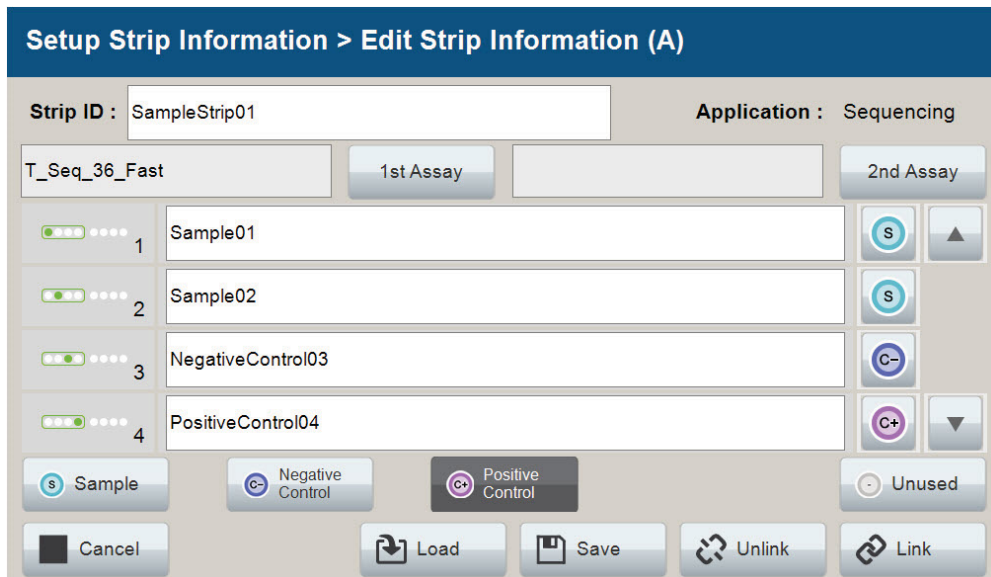 Setup Strip Information > Edit Strip Information (A)
Strip ID : SampleStrip01 Application : Sequencing
T_Seq_36_Fast 1st Assay 2nd Assay
1 Sample01 S
2 Sample02 S
3 NegativeControl03 C-
4 PositiveControl04 C+
S Sample C- Negative Control C+ Positive Control - Unused
Cancel Load Save Unlink Link